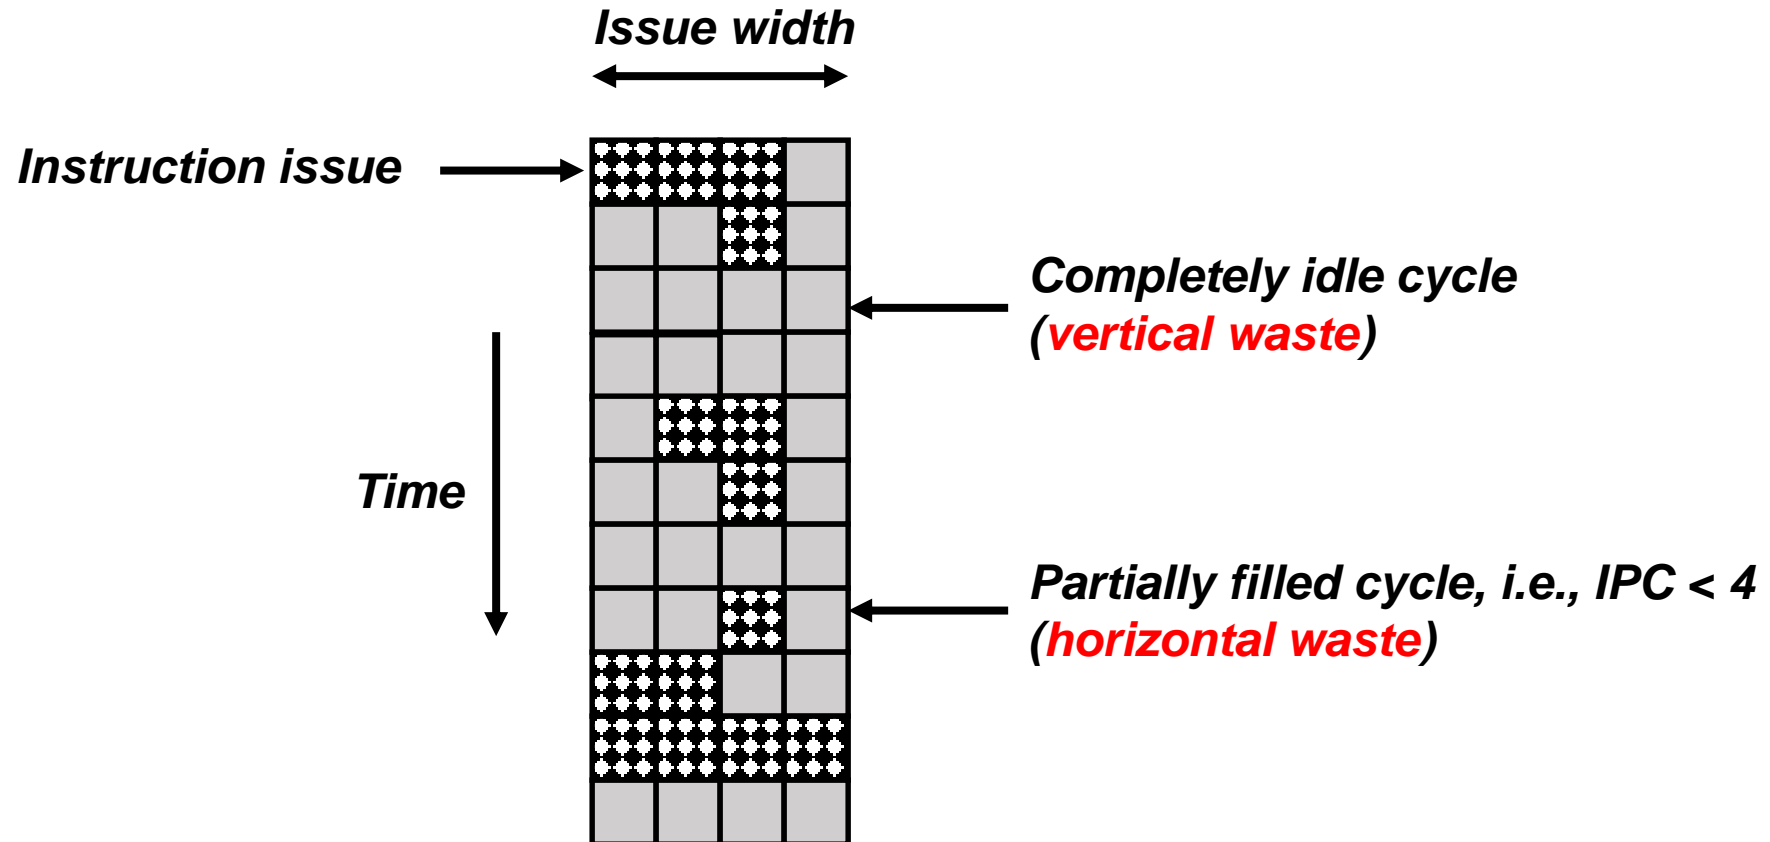 Issue width
Instruction issue
Completely idle cycle
(vertical waste)
Time
Partially filled cycle, i.e., IPC < 4
(horizontal waste)